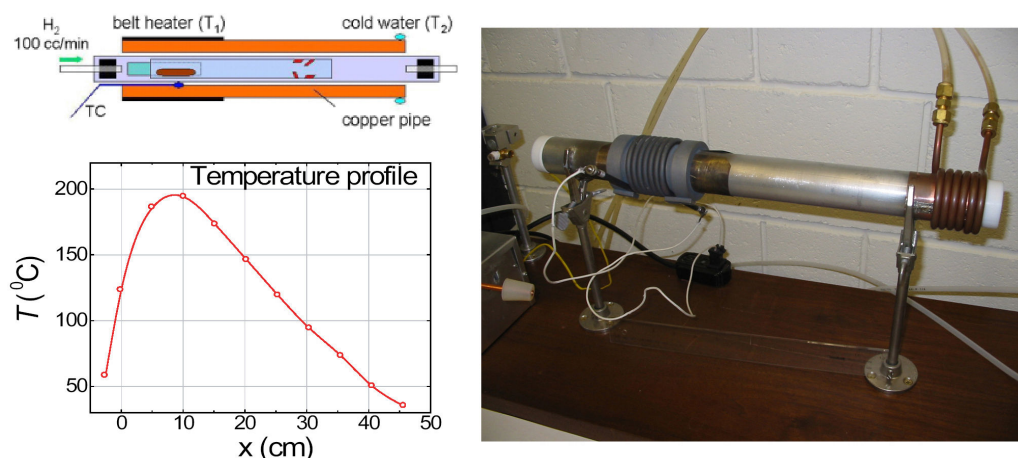 H2
100 cc/min
belt heater (T1)
cold water (T2)
TC
copper pipe
Temperature profile
200
150
100
50
T (⁰C)
0
10
20
30
40
50
x (cm)